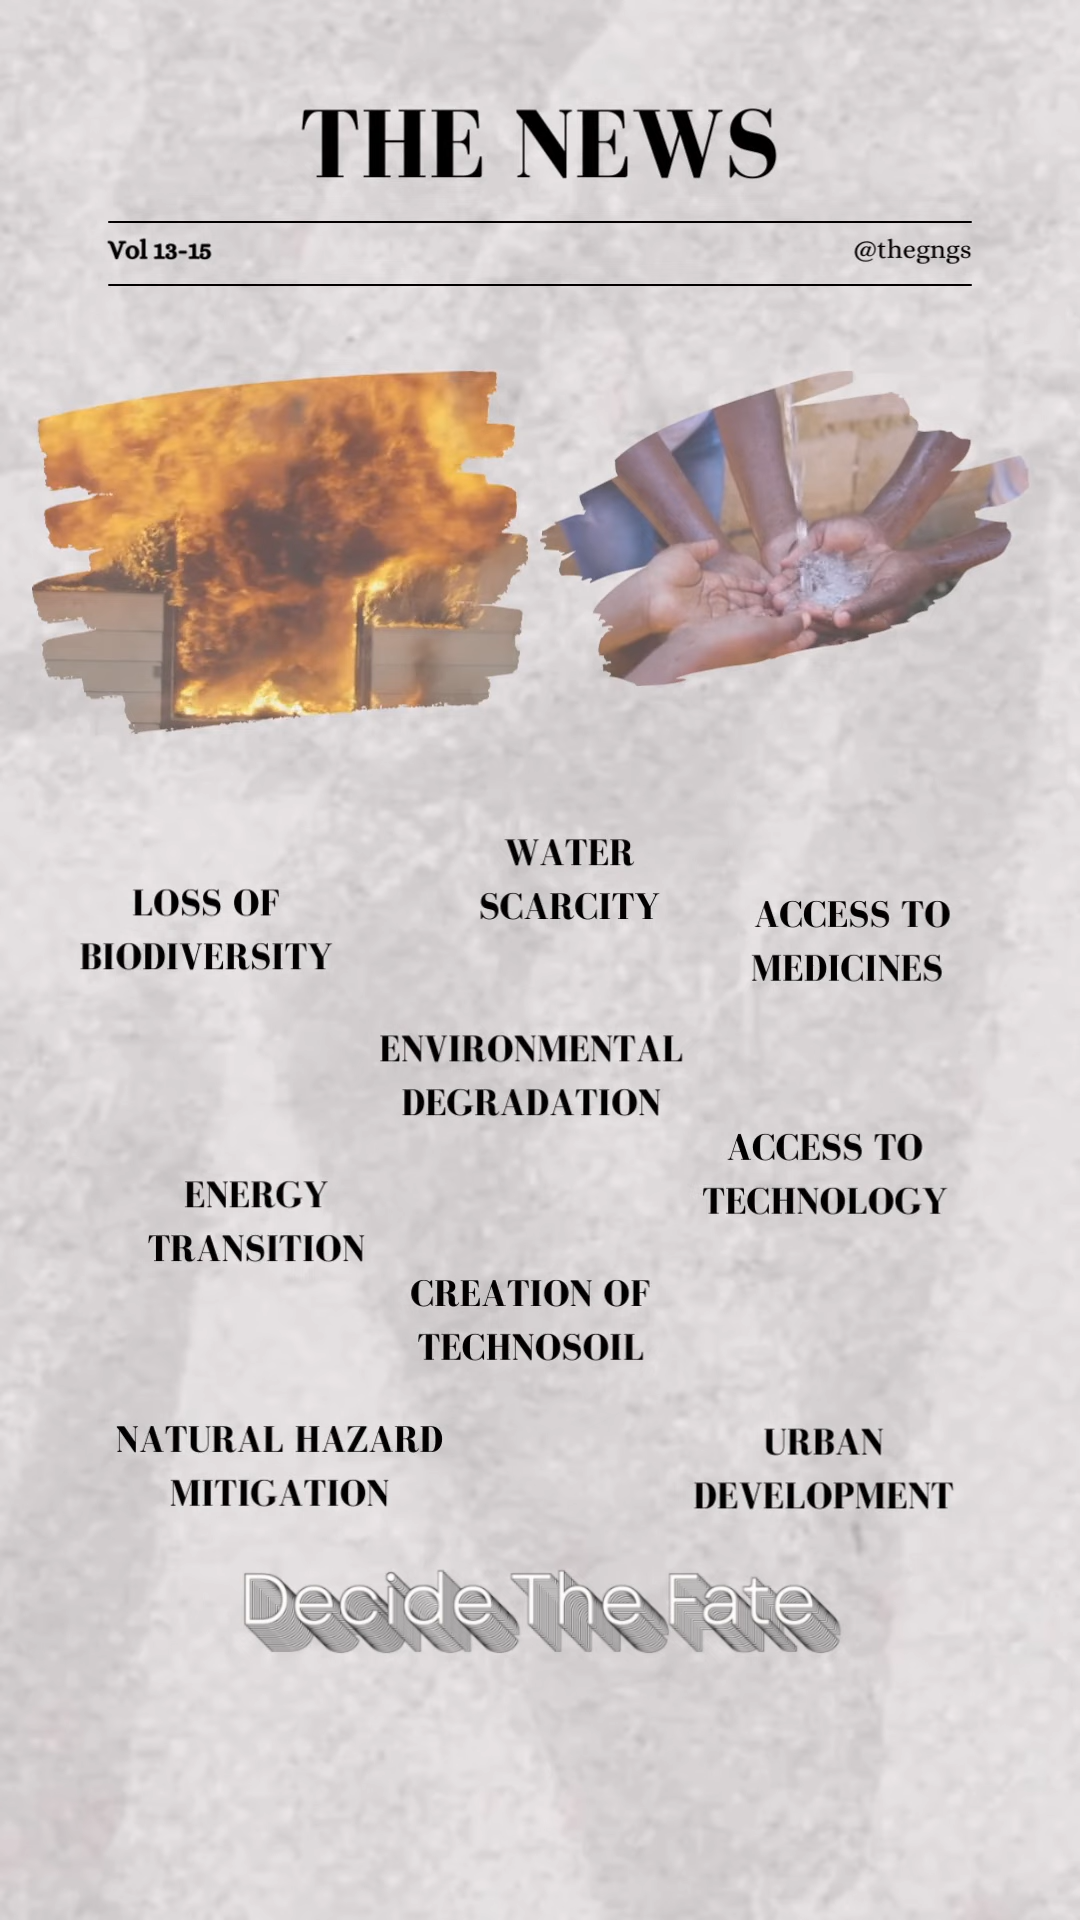 THE NEWS
Vol 13-15
@thegngs
WATER
SCARCITY
LOSS OF
BIODIVERSITY
ACCESS TO
MEDICINES
ENVIRONMENTAL
DEGRADATION
ACCESS TO
TECHNOLOGY
ENERGY
TRANSITION
CREATION OF
TECHNOSOIL
NATURAL HAZARD
MITIGATION
URBAN
DEVELOPMENT
Decide The Fate